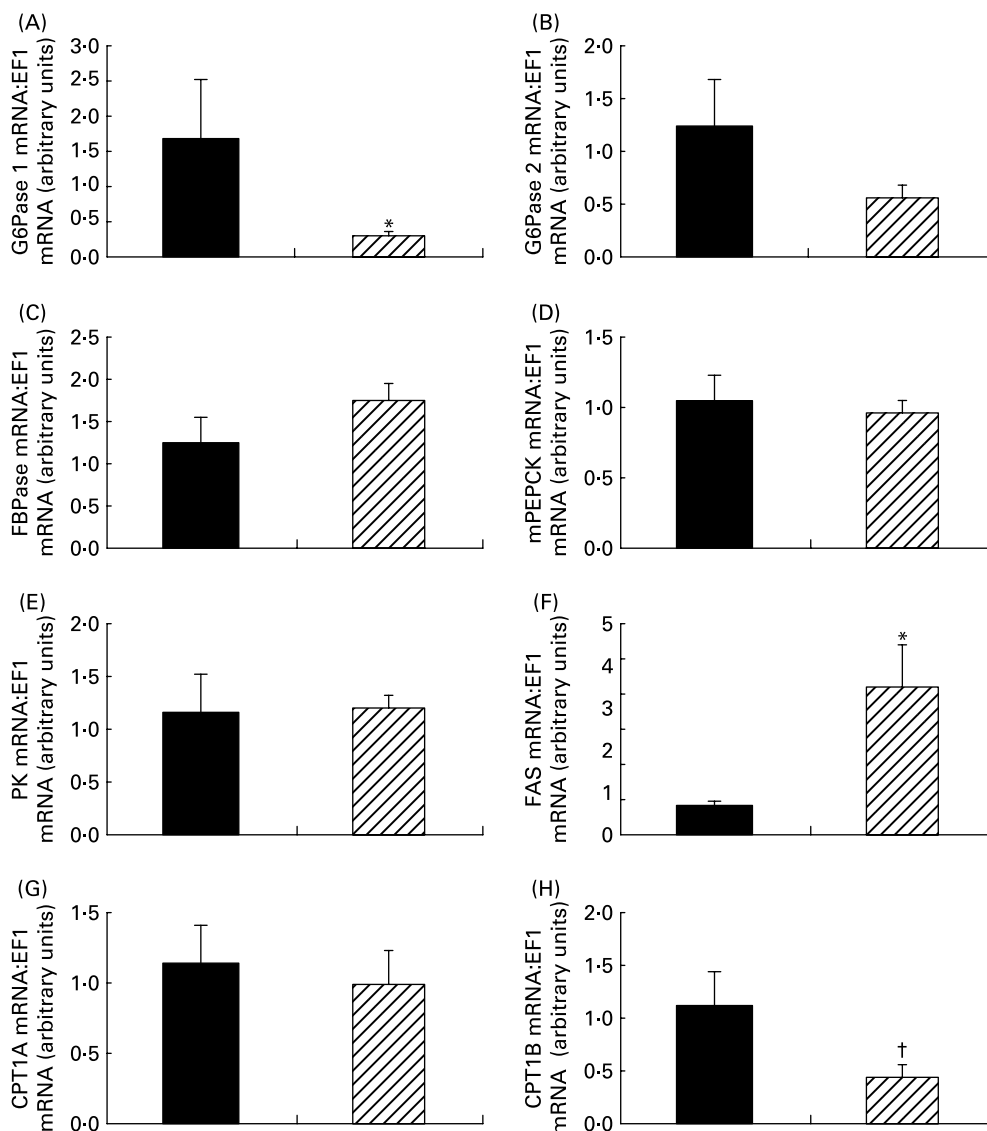 (A)
G6Pase 1 mRNA:EF1
mRNA (arbitrary units)
3·0
2·5
2·0
1·5
1·0
0·5
0·0
*
(B)
G6Pase 2 mRNA:EF1
mRNA (arbitrary units)
2·0
1·5
1·0
0·5
0·0
(C)
FBPase mRNA:EF1
mRNA (arbitrary units)
2·5
2·0
1·5
1·0
0·5
0·0
(D)
mPEPCK mRNA:EF1
mRNA (arbitrary units)
1·5
1·0
0·5
0·0
(E)
PK mRNA:EF1
mRNA (arbitrary units)
2·0
1·5
1·0
0·5
0·0
(F)
FAS mRNA:EF1
mRNA (arbitrary units)
5
4
3
2
1
0
*
(G)
CPT1A mRNA:EF1
mRNA (arbitrary units)
1·5
1·0
0·5
0·0
(H)
CPT1B mRNA:EF1
mRNA (arbitrary units)
2·0
1·5
1·0
0·5
0·0
†